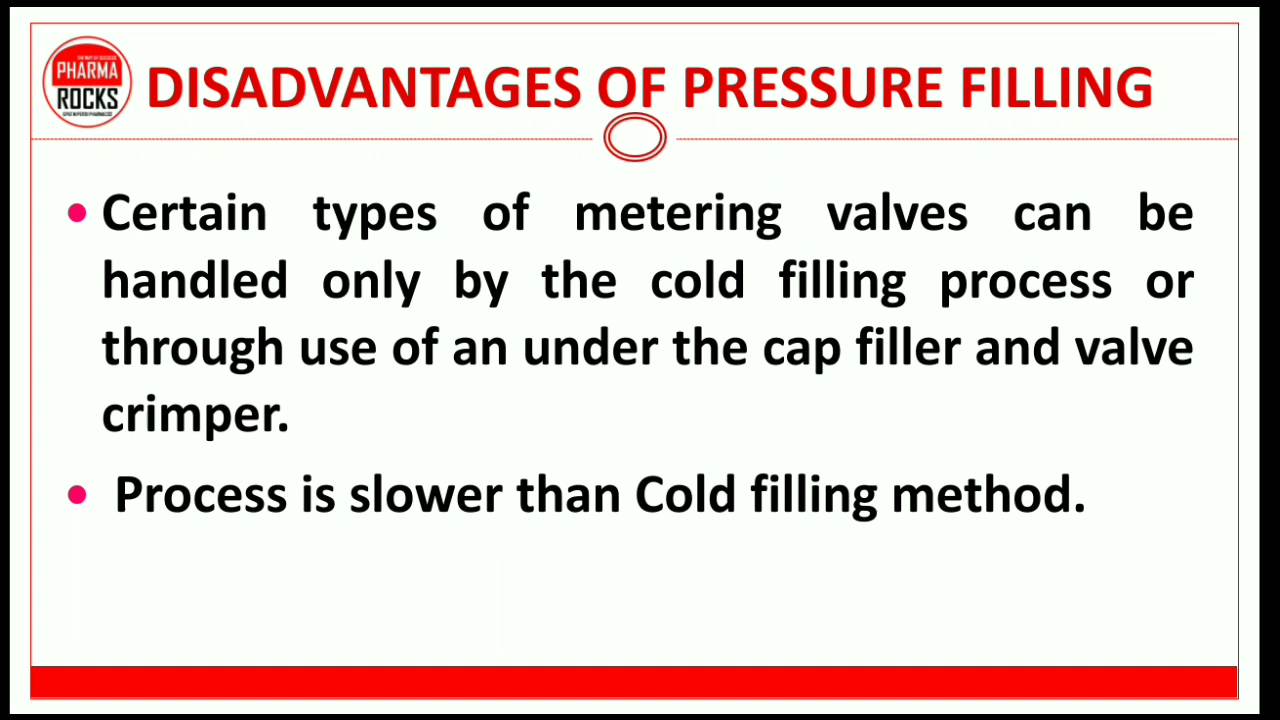 PHARMA
ROCKS
DISADVANTAGES OF PRESSURE FILLING
• Certain types of metering valves can be
handled only by the cold filling process or
through use of an under the cap filler and valve
crimper.
• Process is slower than Cold filling method.